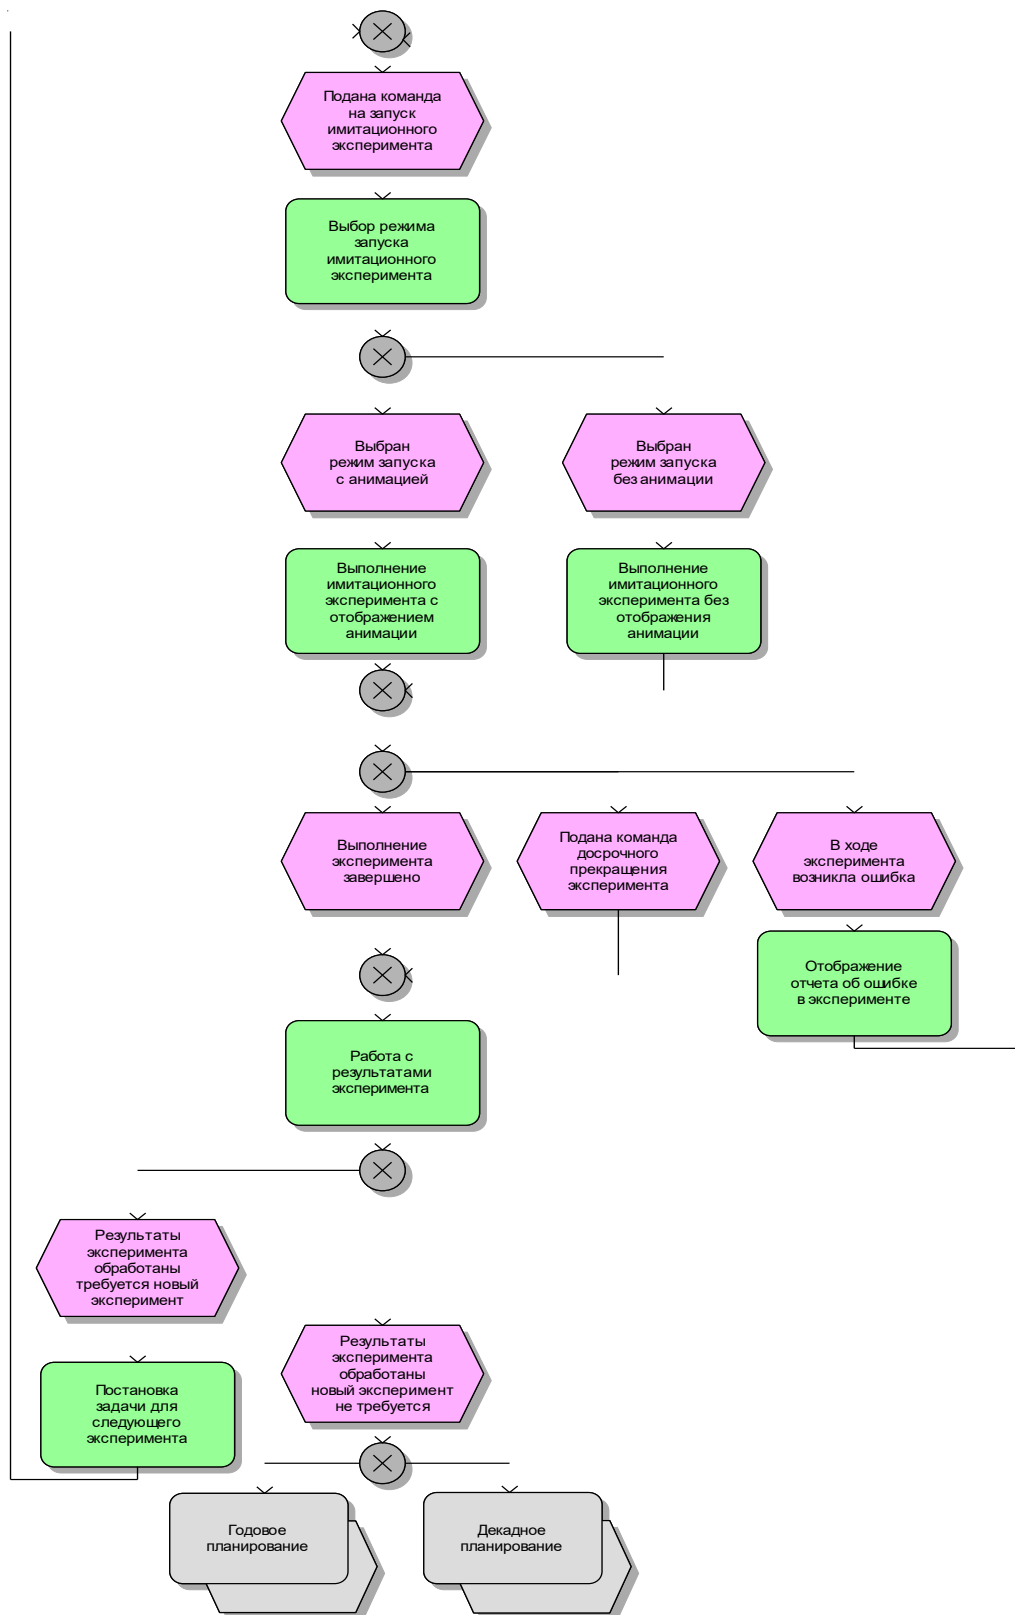 Подана команда
на запуск
имитационного
эксперимента
Выбор режима
запуска
имитационного
эксперимента
Выбран
режим запуска
с анимацией
Выбран
режим запуска
без анимации
Выполнение
имитационного
эксперимента с
отображением
анимации
Выполнение
имитационного
эксперимента без
отображения
анимации
Выполнение
эксперимента
завершено
Подана команда
досрочного
прекращения
эксперимента
В ходе
эксперимента
возникла ошибка
Отображение
отчета об ошибке
в эксперименте
Работа с
результатами
эксперимента
Результаты
эксперимента
обработаны
требуется новый
эксперимент
Результаты
эксперимента
обработаны
новый эксперимент
не требуется
Постановка
задачи для
следующего
эксперимента
Годовое
планирование
Декадное
планирование